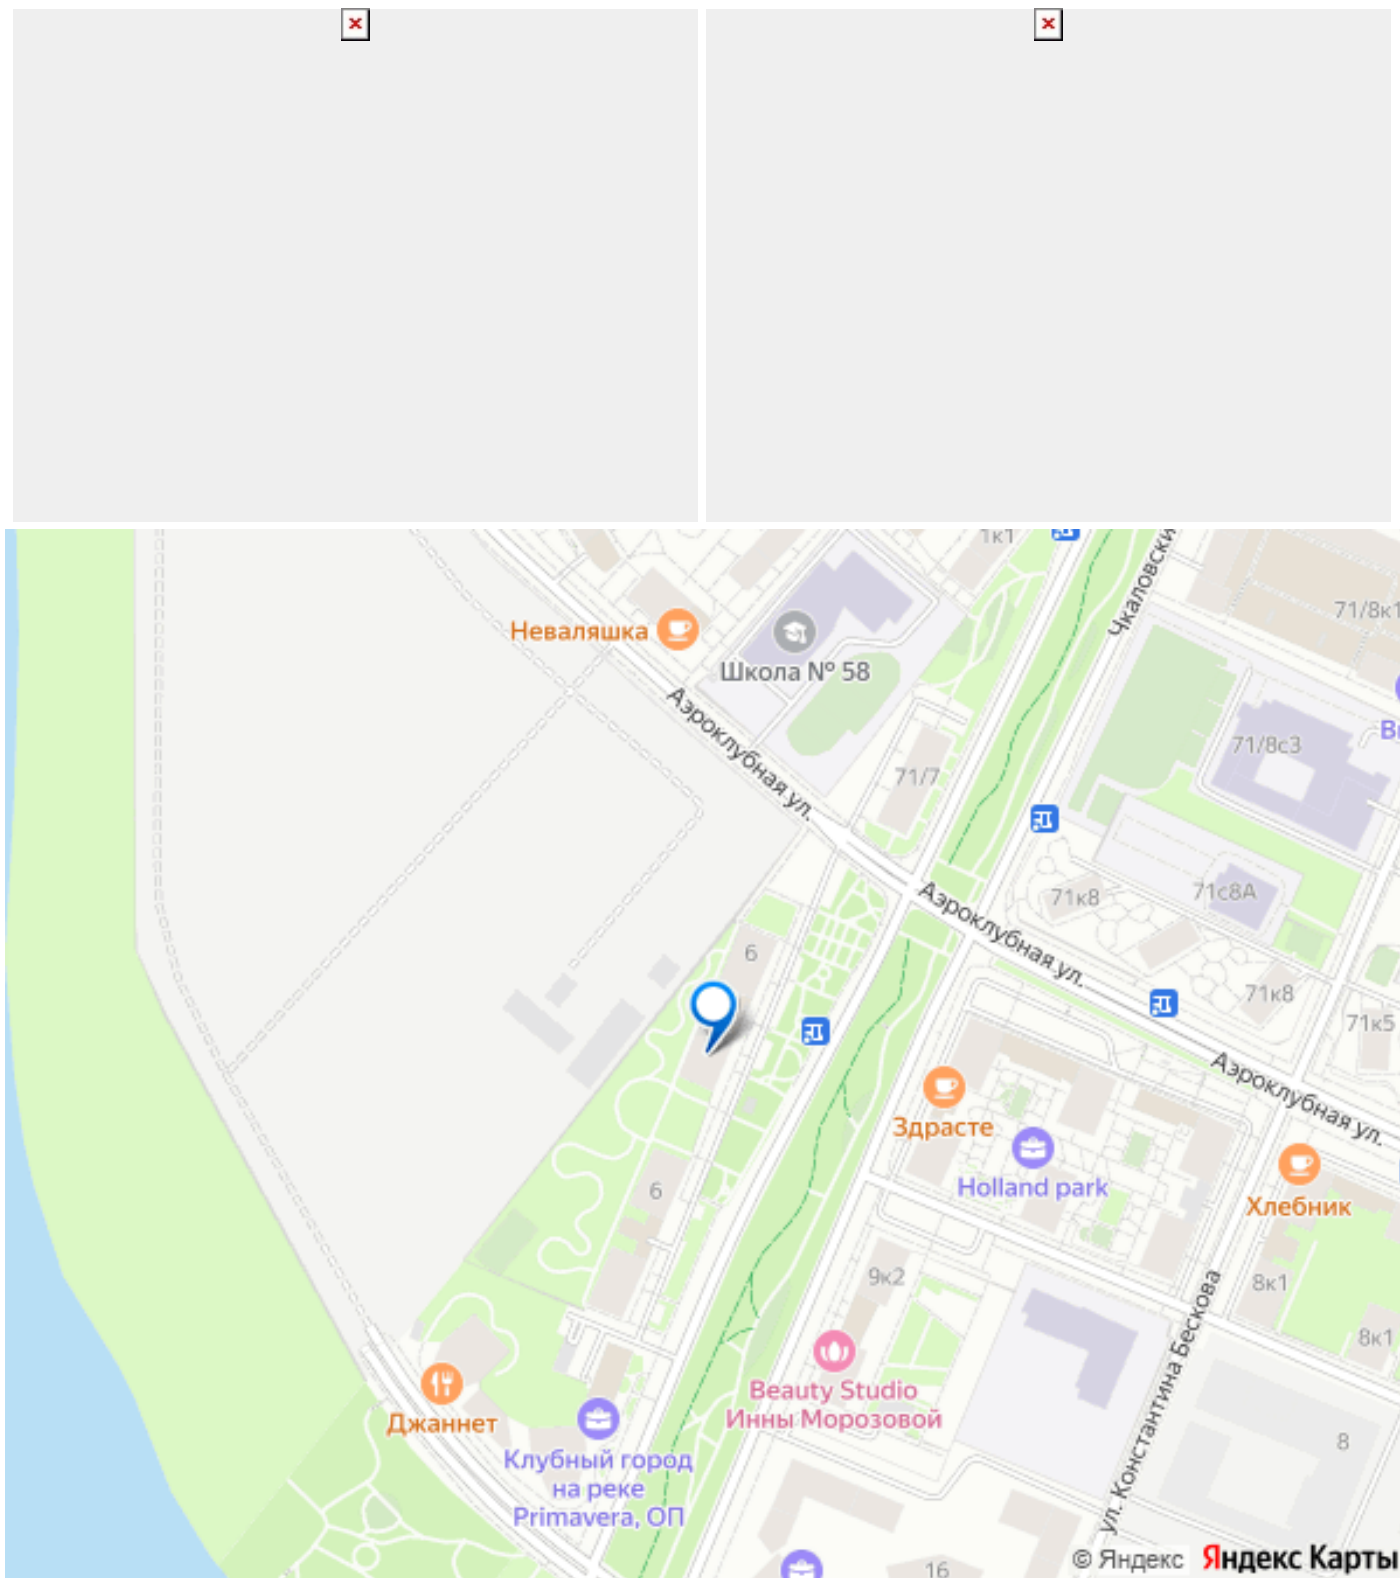 1к1
Чкаловски
71/8к1
Неваляшка
Школа № 58
Аэроклубная ул.
71/7
71/8с3
71к8
71с8А
Аэроклубная ул.
6
71к8
71к5
Аэроклубная ул.
Здрасте
Holland park
6
Хлебник
9к2
8к1
8к1
ул. Константина Бескова
Beauty Studio
Инны Морозовой
Джаннет
Клубный город
на реке
Primavera, ОП
8
16
© Яндекс Яндекс Карты